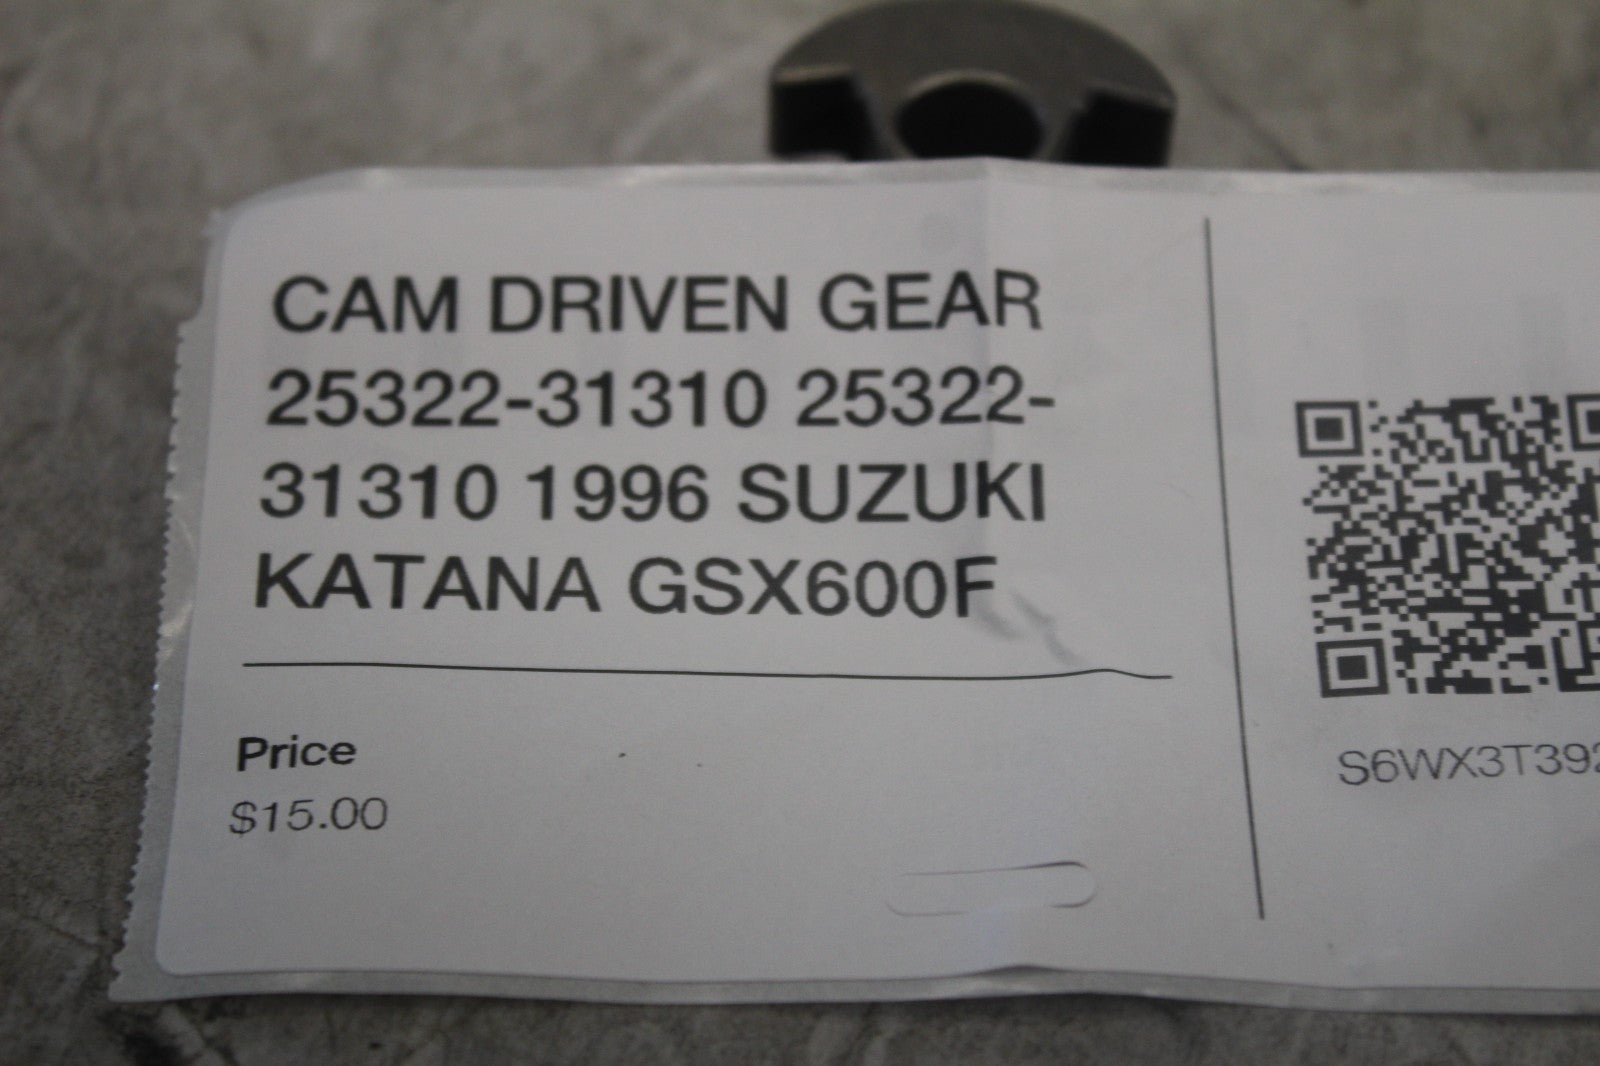 CAM DRIVEN GEAR
25322-31310 25322-
31310 1996 SUZUKI
KATANA GSX600F
Price
$15.00